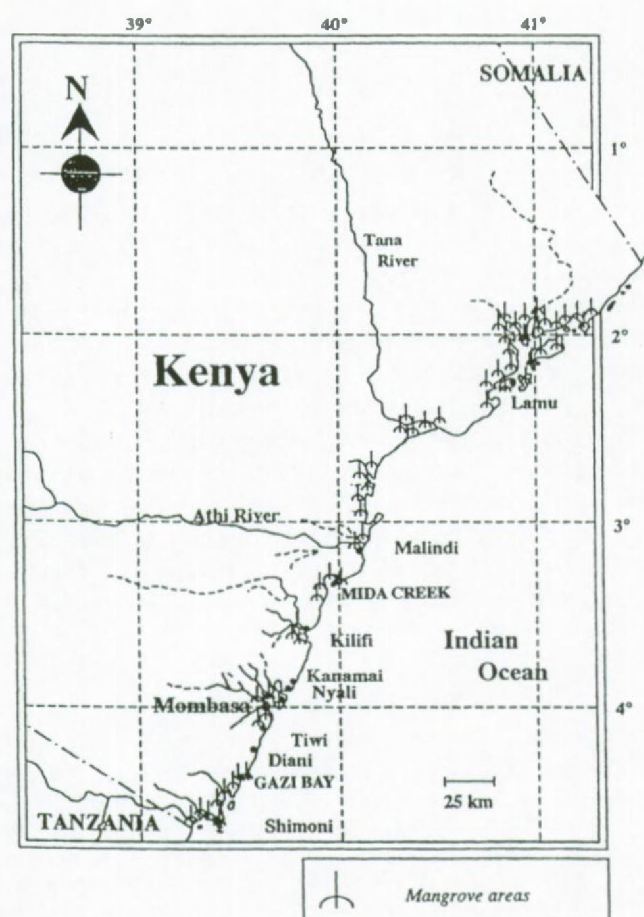 39° 40° 41°
SOMALIA
N
1°
Tana
River
2°
Kenya
Lamu
Athi River
3°
Malindi
MIDA CREEK
Kilifi
Indian
Ocean
Kanamai
Nyali
Mombasa
4°
Tiwi
Diani
GAZI BAY
25 km
TANZANIA
Shimoni
Mangrove areas